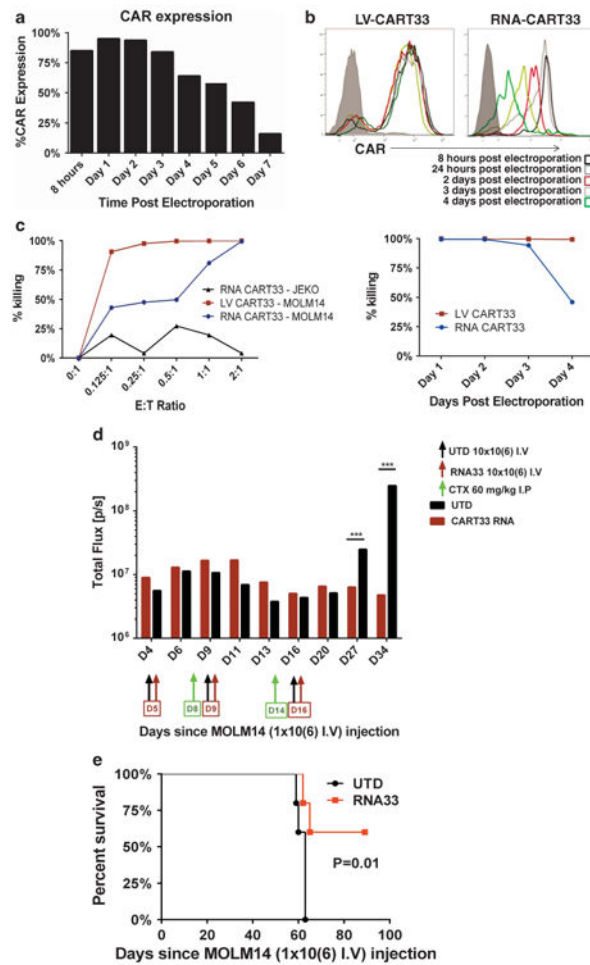 a
CAR expression
%CAR Expression
100%
75%
50%
25%
0%
8 hours
Day 1
Day 2
Day 3
Day 4
Day 5
Day 6
Day 7
Time Post Electroporation
b
LV-CART33
RNA-CART33
CAR
8 hours post electroporation
24 hours post electroporation
2 days post electroporation
3 days post electroporation
4 days post electroporation
c
% killing
100%
75%
50%
25%
0%
0:1
0.125:1
0.25:1
0.5:1
1:1
2:1
E:T Ratio
RNA CART33 - JEKO
LV CART33 - MOLM14
RNA CART33 - MOLM14
% killing
100%
75%
50%
25%
0%
LV CART33
RNA CART33
Day 1
Day 2
Day 3
Day 4
Days Post Electroporation
d
Total Flux [p/s]
10⁹
10⁸
10⁷
10⁶
***
***
D4
D6
D9
D11
D13
D16
D20
D27
D34
D5
D8
D9
D14
D16
Days since MOLM14 (1x10(6) I.V) injection
UTD 10x10(6) I.V
RNA33 10x10(6) I.V
CTX 60 mg/kg I.P
UTD
CART33 RNA
e
Percent survival
100%
75%
50%
25%
0%
UTD
RNA33
P=0.01
0
20
40
60
80
100
Days since MOLM14 (1x10(6) I.V) injection